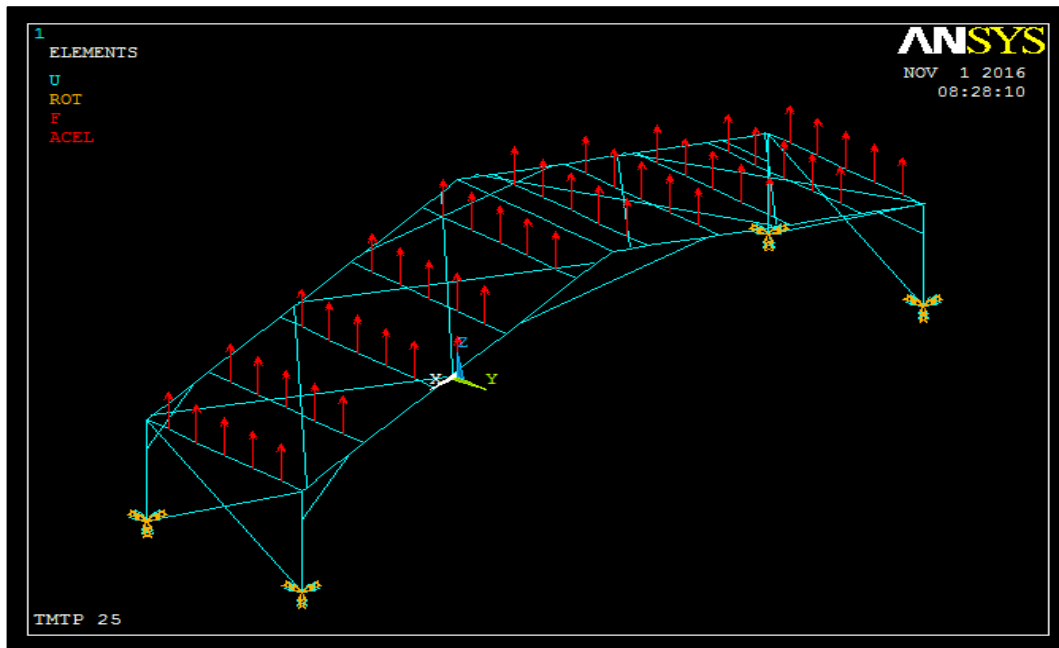 1
ELEMENTS
U
ROT
F
ACEL
ANSYS
NOV 1 2016
08:28:10
Z
X
Y
TMTP 25